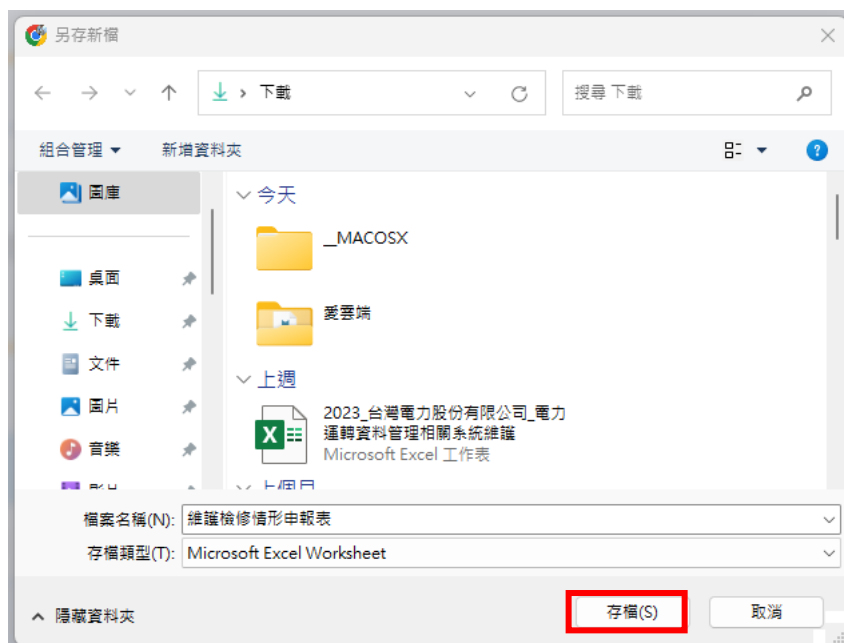 另存新檔
下載
搜尋 下載
組合管理
新增資料夾
圖庫
桌面
下載
文件
圖片
音樂
影片
今天
__MACOSX
愛雲端
上週
2023_台灣電力股份有限公司_電力
運轉資料管理相關系統維護
Microsoft Excel 工作表
上個月
檔案名稱(N):
維護檢修情形申報表
存檔類型(T):
Microsoft Excel Worksheet
隱藏資料夾
存檔(S)
取消